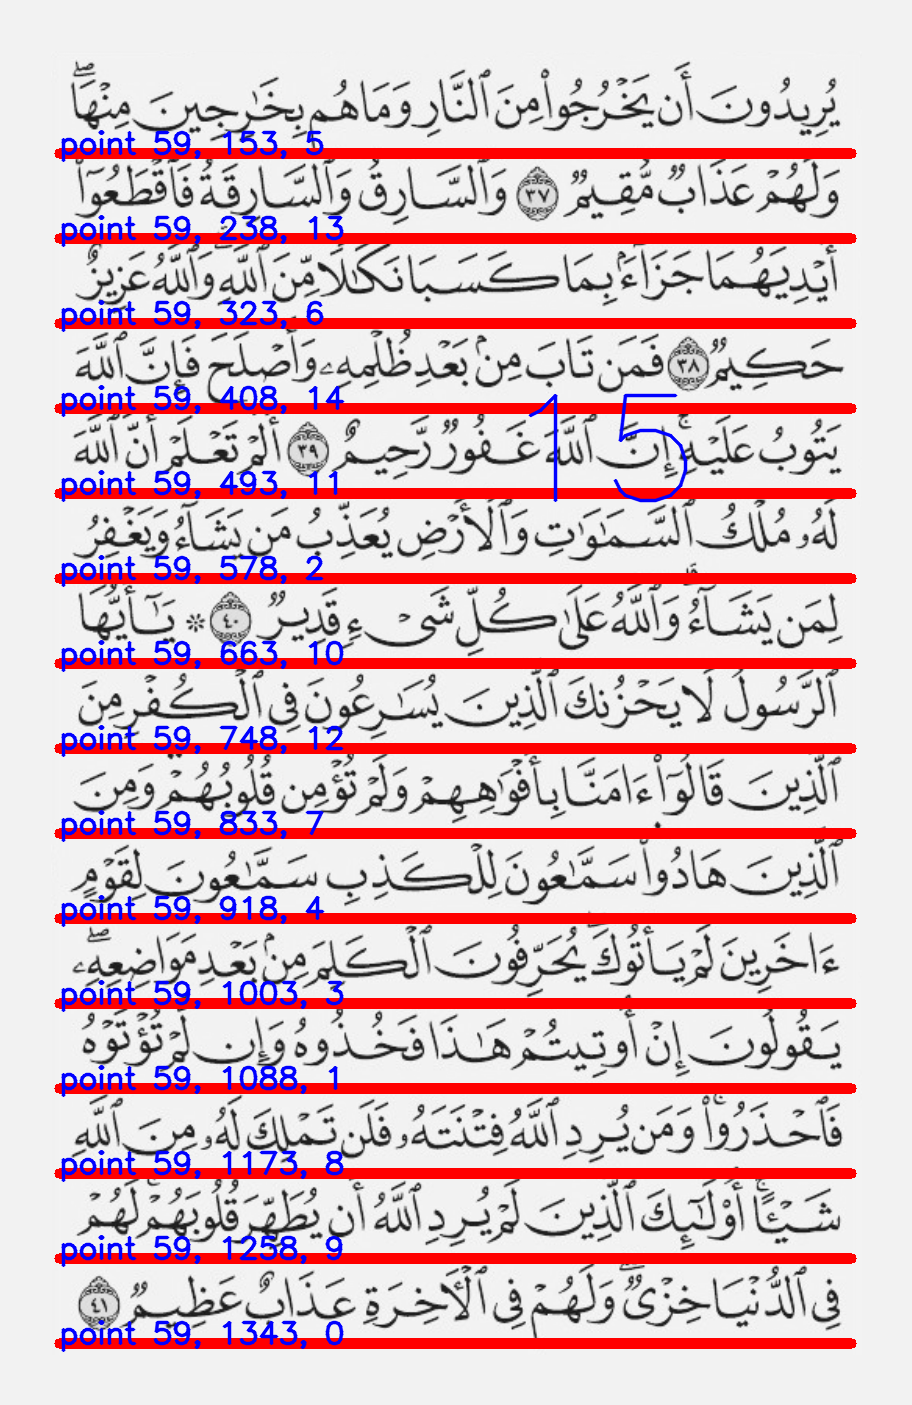 يُرِيدُونَ أَن يَخْرُجُوا۟ مِنَ ٱلنَّارِ وَمَا هُم بِخَٰرِجِينَ مِنْهَا ۖ
point 59, 153, 5
وَلَهُمْ عَذَابٌ مُّقِيمٌ ٣٧ وَٱلسَّارِقُ وَٱلسَّارِقَةُ فَٱقْطَعُوٓا۟
point 59, 238, 13
أَيْدِيَهُمَا جَزَآءًۢ بِمَا كَسَبَا نَكَٰلًا مِّنَ ٱللَّهِ ۗ وَٱللَّهُ عَزِيزٌ
point 59, 323, 6
حَكِيمٌ ٣٨ فَمَن تَابَ مِنۢ بَعْدِ ظُلْمِهِۦ وَأَصْلَحَ فَإِنَّ ٱللَّهَ
point 59, 408, 14
15
يَتُوبُ عَلَيْهِ ۚ إِنَّ ٱللَّهَ غَفُورٌ رَّحِيمٌ ٣٩ أَلَمْ تَعْلَمْ أَنَّ ٱللَّهَ
point 59, 493, 11
لَهُۥ مُلْكُ ٱلسَّمَٰوَٰتِ وَٱلْأَرْضِ يُعَذِّبُ مَن يَشَآءُ وَيَغْفِرُ
point 59, 578, 2
لِمَن يَشَآءُ ۗ وَٱللَّهُ عَلَىٰ كُلِّ شَىْءٍ قَدِيرٌ ٤٠ ۞ يَٰٓأَيُّهَا
point 59, 663, 10
ٱلرَّسُولُ لَا يَحْزُنكَ ٱلَّذِينَ يُسَٰرِعُونَ فِى ٱلْكُفْرِ مِنَ
point 59, 748, 12
ٱلَّذِينَ قَالُوٓا۟ ءَامَنَّا بِأَفْوَٰهِهِمْ وَلَمْ تُؤْمِن قُلُوبُهُمْ ۛ وَمِنَ
point 59, 833, 7
ٱلَّذِينَ هَادُوا۟ ۛ سَمَّٰعُونَ لِلْكَذِبِ سَمَّٰعُونَ لِقَوْمٍ
point 59, 918, 4
ءَاخَرِينَ لَمْ يَأْتُوكَ ۖ يُحَرِّفُونَ ٱلْكَلِمَ مِنۢ بَعْدِ مَوَاضِعِهِۦ ۖ
point 59, 1003, 3
يَقُولُونَ إِنْ أُوتِيتُمْ هَٰذَا فَخُذُوهُ وَإِن لَّمْ تُؤْتَوْهُ
point 59, 1088, 1
فَٱحْذَرُوا۟ ۚ وَمَن يُرِدِ ٱللَّهُ فِتْنَتَهُۥ فَلَن تَمْلِكَ لَهُۥ مِنَ ٱللَّهِ
point 59, 1173, 8
شَيْـًٔا ۚ أُو۟لَٰٓئِكَ ٱلَّذِينَ لَمْ يُرِدِ ٱللَّهُ أَن يُطَهِّرَ قُلُوبَهُمْ ۚ لَهُمْ
point 59, 1258, 9
فِى ٱلدُّنْيَا خِزْىٌ ۖ وَلَهُمْ فِى ٱلْأَخِرَةِ عَذَابٌ عَظِيمٌ ٤١
point 59, 1343, 0